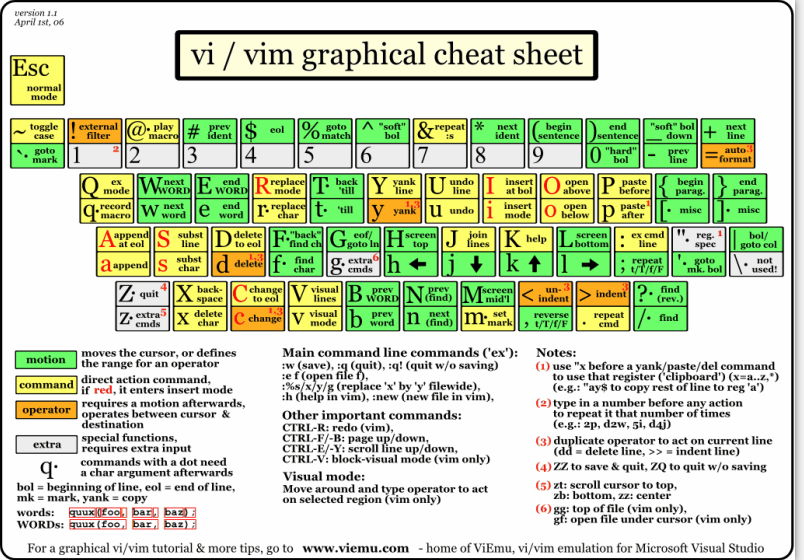 version 1.1
April 1st, 06
vi / vim graphical cheat sheet
Esc
normal
mode
~ toggle case
! external filter
@· play macro
# prev ident
$ eol
% goto match
^ "soft" bol
& repeat :s
* next ident
( begin sentence
) end sentence
_ "soft" bol down
+ next line
`· goto mark
1 2
2
3
4
5
6
7
8
9
0 "hard" bol
- prev line
= auto format 3
Q ex mode
W next WORD
E end WORD
R replace mode
T· back 'till
Y yank line
U undo line
I insert at bol
O open above
P paste before
{ begin parag.
} end parag.
q· record macro
w next word
e end word
r· replace char
t· 'till
y yank 1,3
u undo
i insert mode
o open below
p paste after 1
[· misc
]· misc
A append at eol
S subst line
D delete to eol
F· "back" find ch
G eof/ goto ln
H screen top
J join lines
K help
L screen bottom
: ex cmd line
"· reg. spec 1
| bol/ goto col
a append
s subst char
d delete 1,3
f· find char
g· extra cmds 6
h ←
j ↓
k ↑
l →
; repeat t/T/f/F
'· goto mk. bol
\· not used!
Z· quit 4
X back-space
C change to eol
V visual lines
B prev WORD
N prev (find)
M screen mid'l
< un-indent 3
> indent 3
?· find (rev.)
z· extra cmds 5
x delete char
c change 1,3
v visual mode
b prev word
n next (find)
m· set mark
, reverse t/T/f/F
. repeat cmd
/· find
motion moves the cursor, or defines
the range for an operator
command direct action command,
if red, it enters insert mode
operator requires a motion afterwards,
operates between cursor &
destination
extra special functions,
requires extra input
q· commands with a dot need
a char argument afterwards
bol = beginning of line, eol = end of line,
mk = mark, yank = copy
words: quux(foo, bar, baz);
WORDs: quux(foo, bar, baz);
Main command line commands ('ex'):
:w (save), :q (quit), :q! (quit w/o saving)
:e f (open file f),
:%s/x/y/g (replace 'x' by 'y' filewide),
:h (help in vim), :new (new file in vim),
Other important commands:
CTRL-R: redo (vim),
CTRL-F/-B: page up/down,
CTRL-E/-Y: scroll line up/down,
CTRL-V: block-visual mode (vim only)
Visual mode:
Move around and type operator to act
on selected region (vim only)
Notes:
(1) use "x before a yank/paste/del command
to use that register ('clipboard') (x=a..z,*)
(e.g.: "ay$ to copy rest of line to reg 'a')
(2) type in a number before any action
to repeat it that number of times
(e.g.: 2p, d2w, 5i, d4j)
(3) duplicate operator to act on current line
(dd = delete line, >> = indent line)
(4) ZZ to save & quit, ZQ to quit w/o saving
(5) zt: scroll cursor to top,
zb: bottom, zz: center
(6) gg: top of file (vim only),
gf: open file under cursor (vim only)
For a graphical vi/vim tutorial & more tips, go to www.viemu.com - home of ViEmu, vi/vim emulation for Microsoft Visual Studio